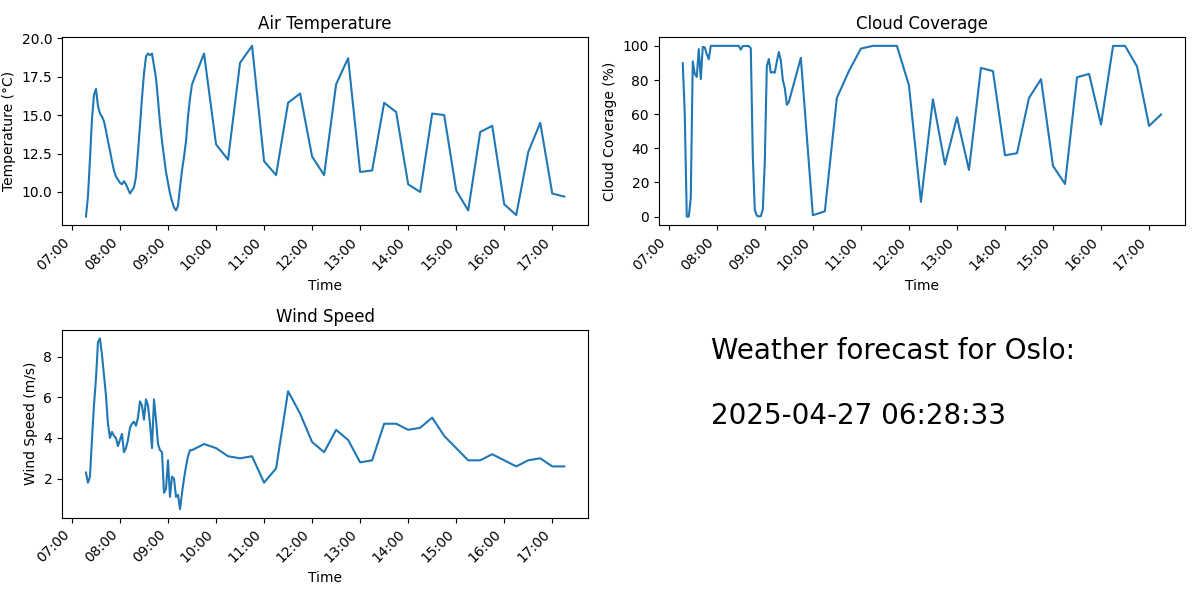 Air Temperature
20.0
17.5
15.0
12.5
10.0
Temperature (°C)
07:00 08:00 09:00 10:00 11:00 12:00 13:00 14:00 15:00 16:00 17:00
Time
Cloud Coverage
100
80
60
40
20
0
Cloud Coverage (%)
07:00 08:00 09:00 10:00 11:00 12:00 13:00 14:00 15:00 16:00 17:00
Time
Wind Speed
8
6
4
2
Wind Speed (m/s)
07:00 08:00 09:00 10:00 11:00 12:00 13:00 14:00 15:00 16:00 17:00
Time
Weather forecast for Oslo:
2025-04-27 06:28:33